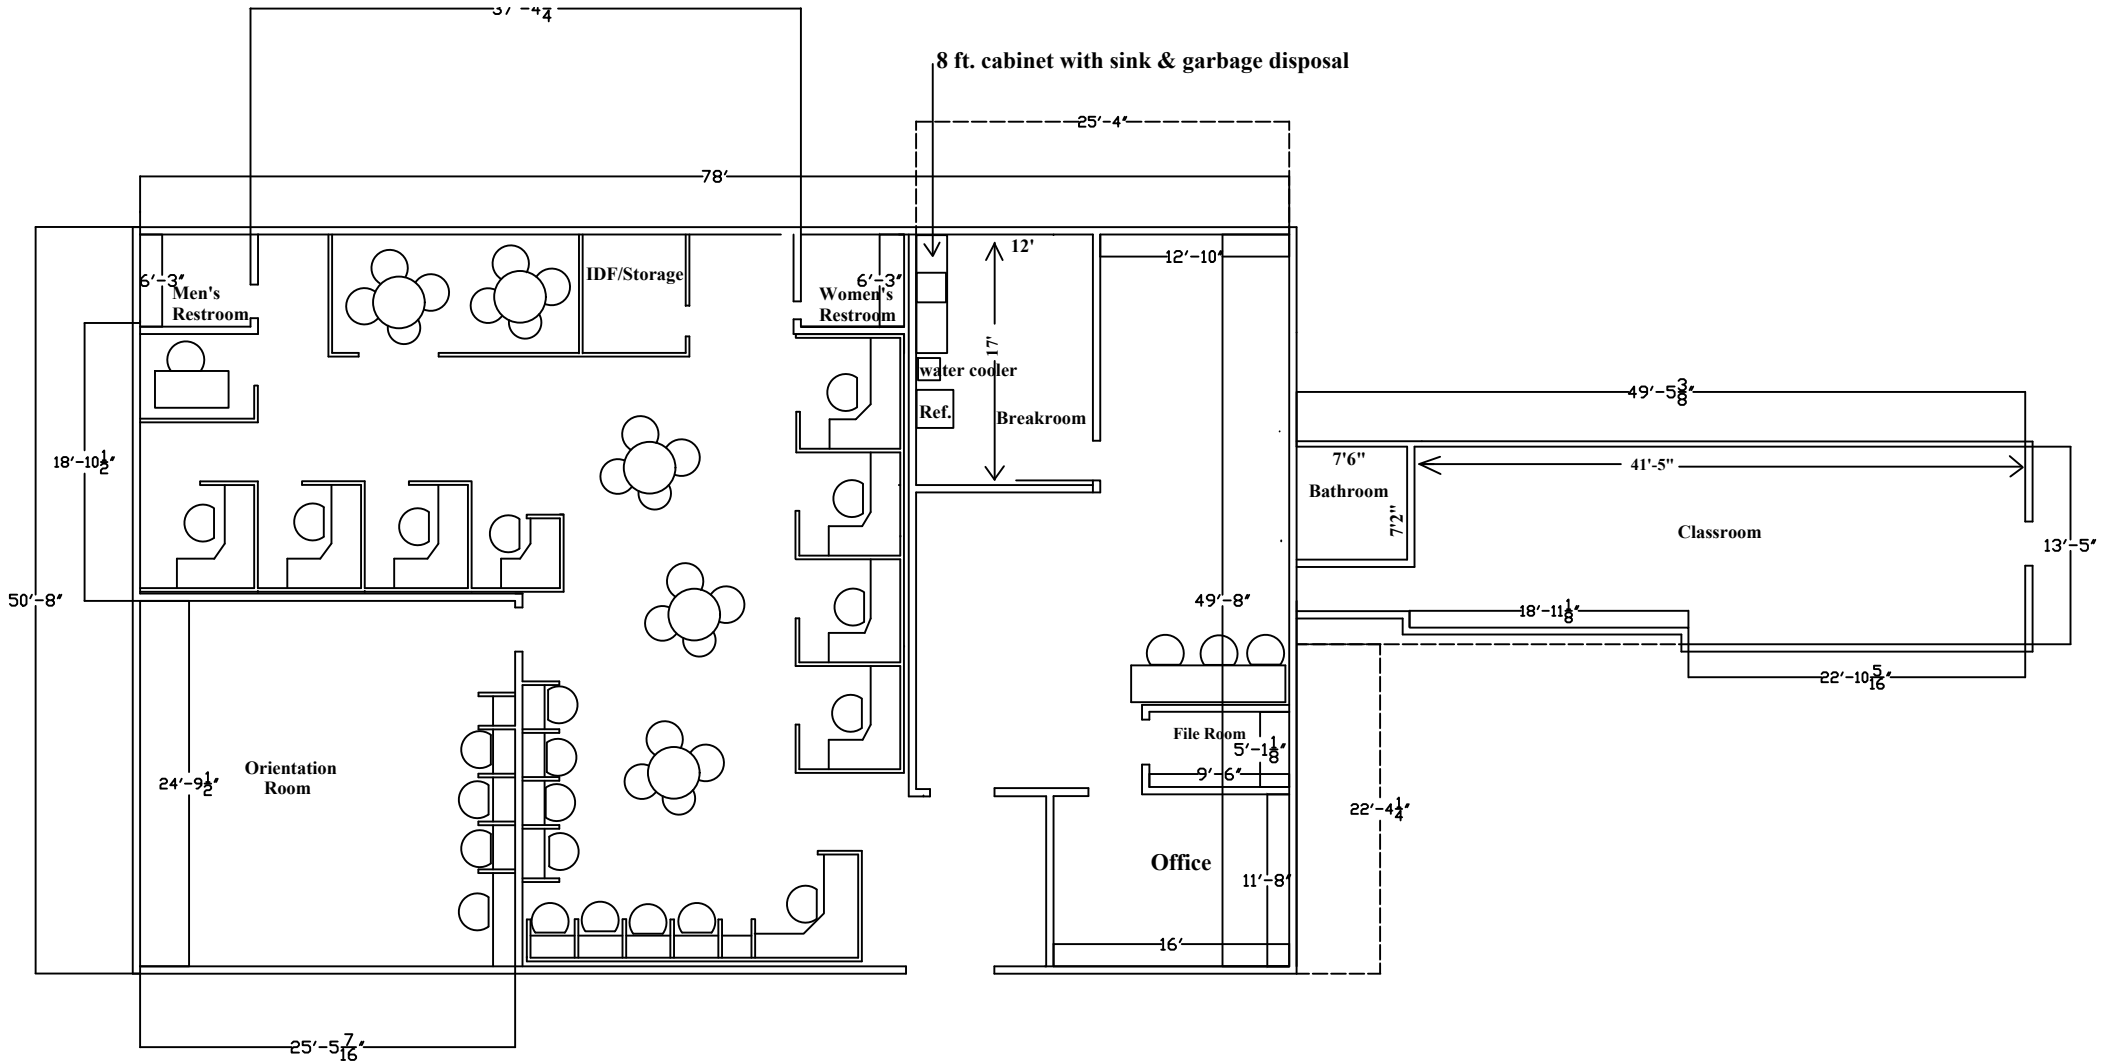 37'-4 1/4
8 ft. cabinet with sink & garbage disposal
25'-4"
78'
12'
12'-10"
6'-3"
Men's
Restroom
IDF/Storage
6'-3"
Women's
Restroom
17'
water cooler
Ref.
Breakroom
49'-5 3/8"
18'-10 1/2"
7'6"
Bathroom
7'2"
41'-5"
Classroom
13'-5"
50'-8"
49'-8"
18'-11 1/8"
22'-10 5/16"
File Room
5'-1 1/8"
9'-6"
Orientation
Room
24'-9 1/2"
22'-4 1/4"
Office
11'-8"
16'
25'-5 7/16"